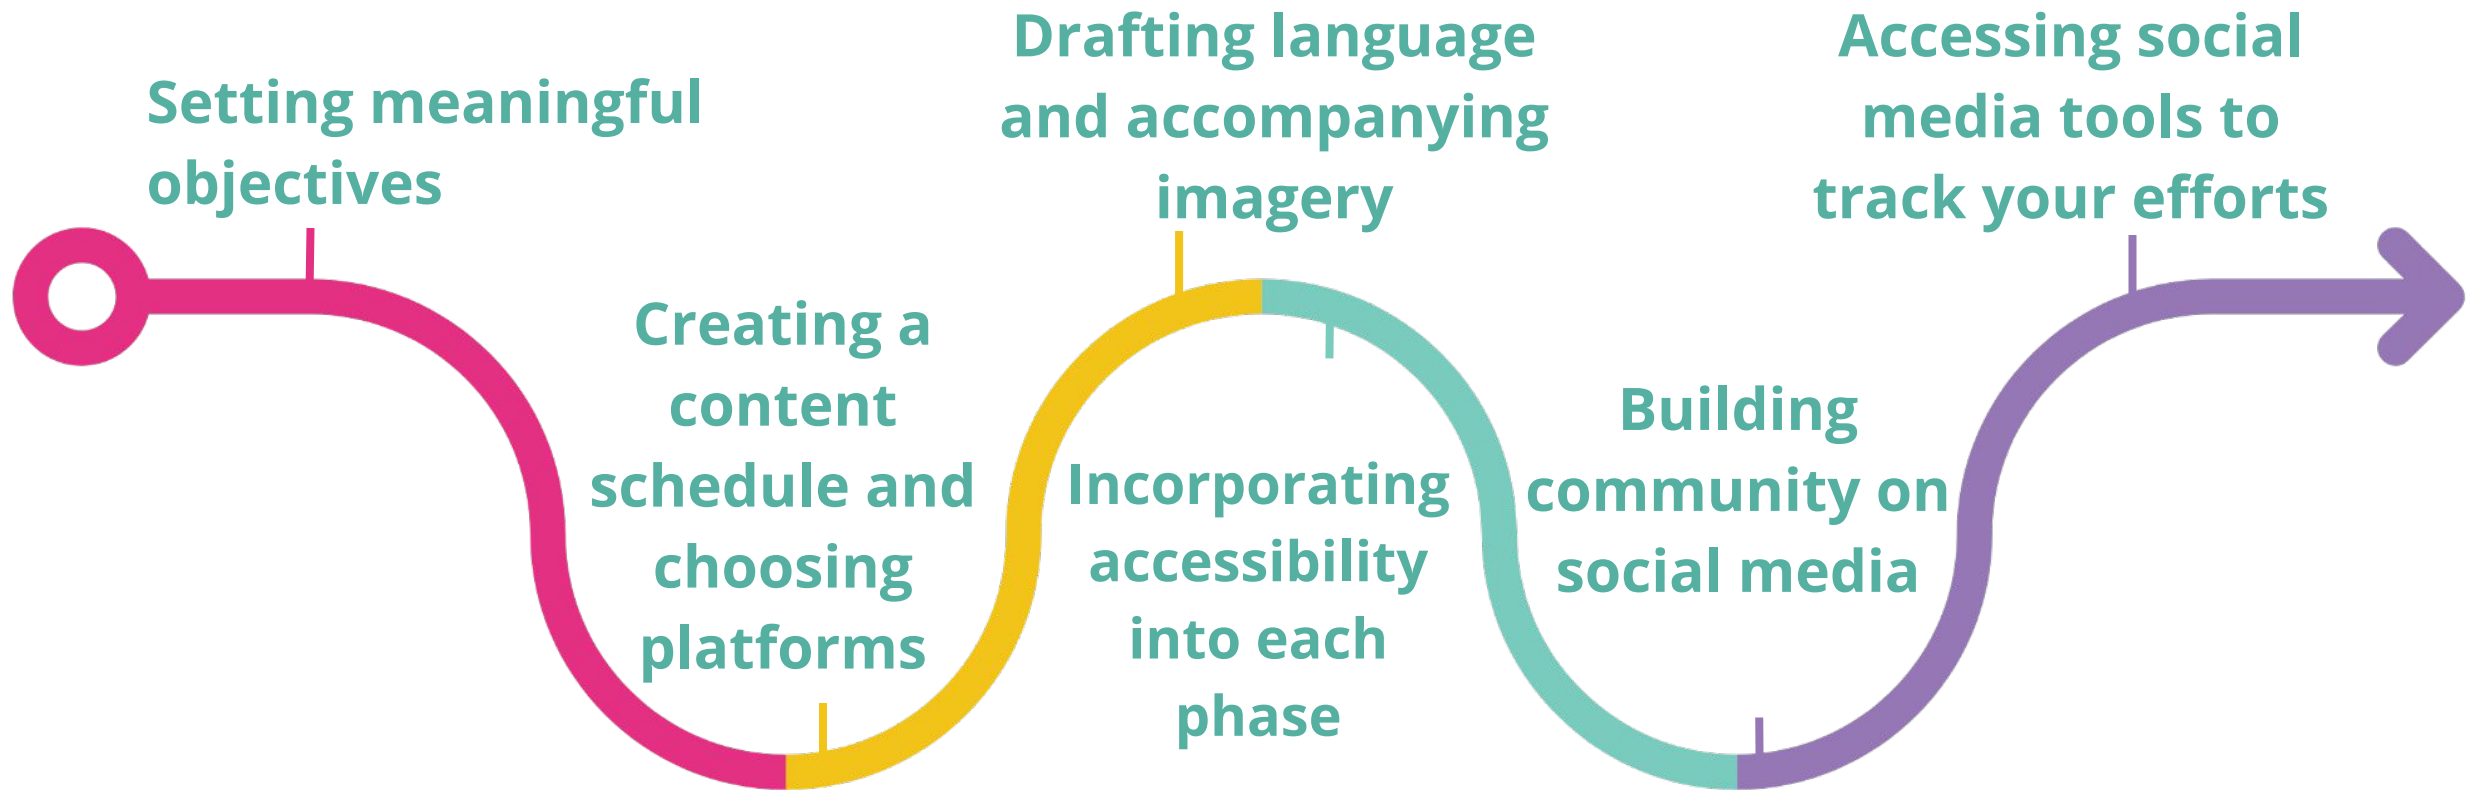 Setting meaningful
objectives
Creating a
content
schedule and
choosing
platforms
Drafting language
and accompanying
imagery
Incorporating
accessibility
into each
phase
Building
community on
social media
Accessing social
media tools to
track your efforts